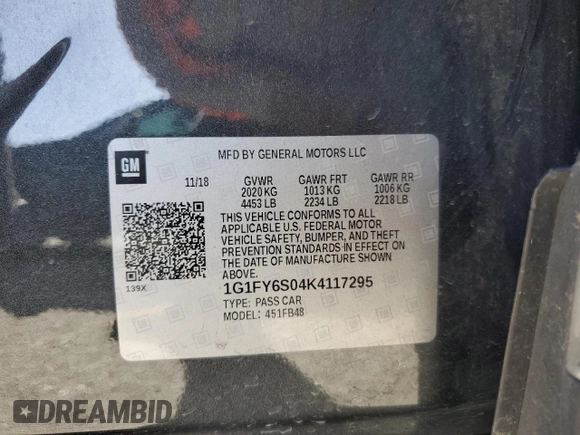 GM
MFD BY GENERAL MOTORS LLC
11/18 GVWR GAWR FRT GAWR RR
2020 KG 1013 KG 1006 KG
4453 LB 2234 LB 2218 LB
THIS VEHICLE CONFORMS TO ALL
APPLICABLE U.S. FEDERAL MOTOR
VEHICLE SAFETY, BUMPER, AND THEFT
PREVENTION STANDARDS IN EFFECT ON
THE DATE OF MANUFACTURE SHOWN
ABOVE.
139X
1G1FY6S04K4117295
TYPE: PASS CAR
MODEL: 451FB48
DREAMBID